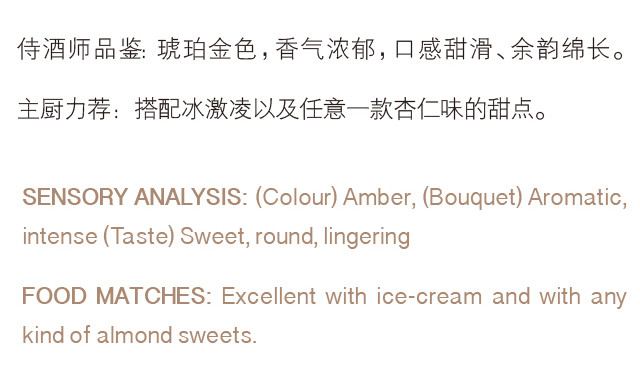 侍酒师品鉴: 琥珀金色，香气浓郁，口感甜滑、余韵绵长。
主厨力荐：搭配冰激凌以及任意一款杏仁味的甜点。
SENSORY ANALYSIS: (Colour) Amber, (Bouquet) Aromatic,
intense (Taste) Sweet, round, lingering
FOOD MATCHES: Excellent with ice-cream and with any
kind of almond sweets.